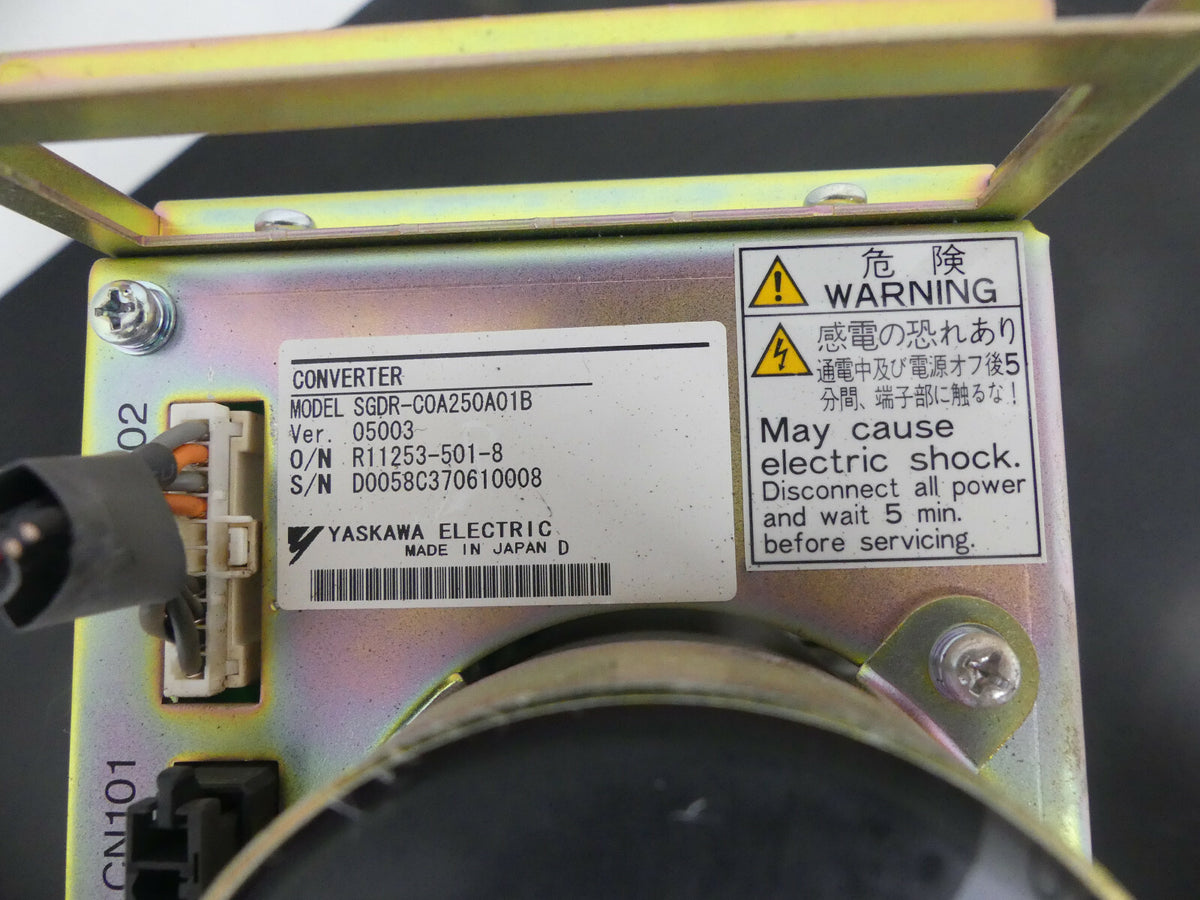 危 険
WARNING
感電の恐れあり
通電中及び電源オフ後5
分間、端子部に触るな!
May cause
electric shock.
Disconnect all power
and wait 5 min.
before servicing.
CONVERTER
MODEL SGDR-COA250A01B
Ver. 05003
O/N R11253-501-8
S/N D0058C370610008
YASKAWA ELECTRIC
MADE IN JAPAN D
02
CN101